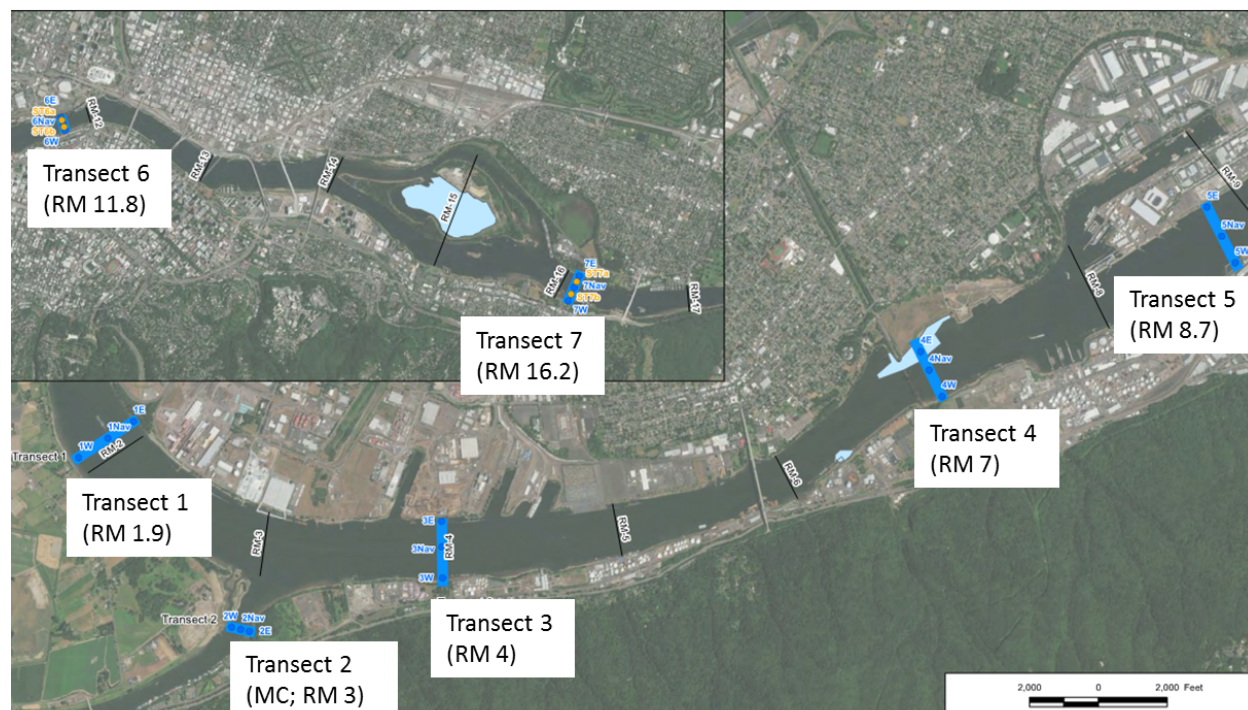 6E
ST6a
6Nav
ST6b
6W
RM-12
Transect 6
(RM 11.8)
RM-13
RM-14
RM-15
RM-16
7E
ST7a
7Nav
ST7b
7W
RM-17
Transect 7
(RM 16.2)
RM-9
5E
5Nav
5W
Transect 5
(RM 8.7)
RM-8
4E
4Nav
4W
Transect 4
(RM 7)
1E
1Nav
1W
RM-2
Transect 1
Transect 1
(RM 1.9)
RM-3
3E
RM-4
3Nav
3W
RM-5
RM-6
Transect 3
(RM 4)
Transect 2
2W
2Nav
2E
Transect 2
(MC; RM 3)
2,000 0 2,000 Feet